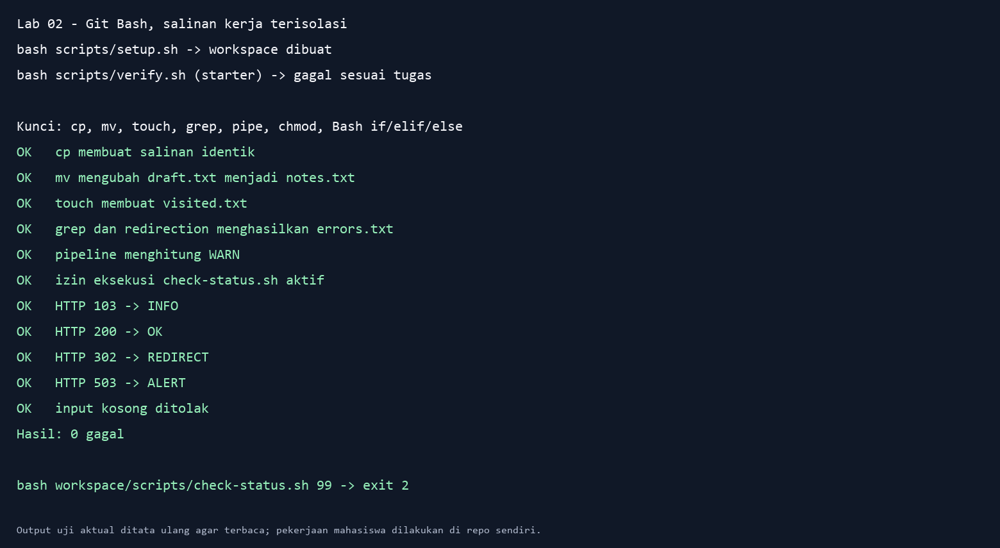 Lab 02 - Git Bash, salinan kerja terisolasi
bash scripts/setup.sh -> workspace dibuat
bash scripts/verify.sh (starter) -> gagal sesuai tugas
Kunci: cp, mv, touch, grep, pipe, chmod, Bash if/elif/else
OK   cp membuat salinan identik
OK   mv mengubah draft.txt menjadi notes.txt
OK   touch membuat visited.txt
OK   grep dan redirection menghasilkan errors.txt
OK   pipeline menghitung WARN
OK   izin eksekusi check-status.sh aktif
OK   HTTP 103 -> INFO
OK   HTTP 200 -> OK
OK   HTTP 302 -> REDIRECT
OK   HTTP 503 -> ALERT
OK   input kosong ditolak
Hasil: 0 gagal
bash workspace/scripts/check-status.sh 99 -> exit 2
Output uji aktual ditata ulang agar terbaca; pekerjaan mahasiswa dilakukan di repo sendiri.